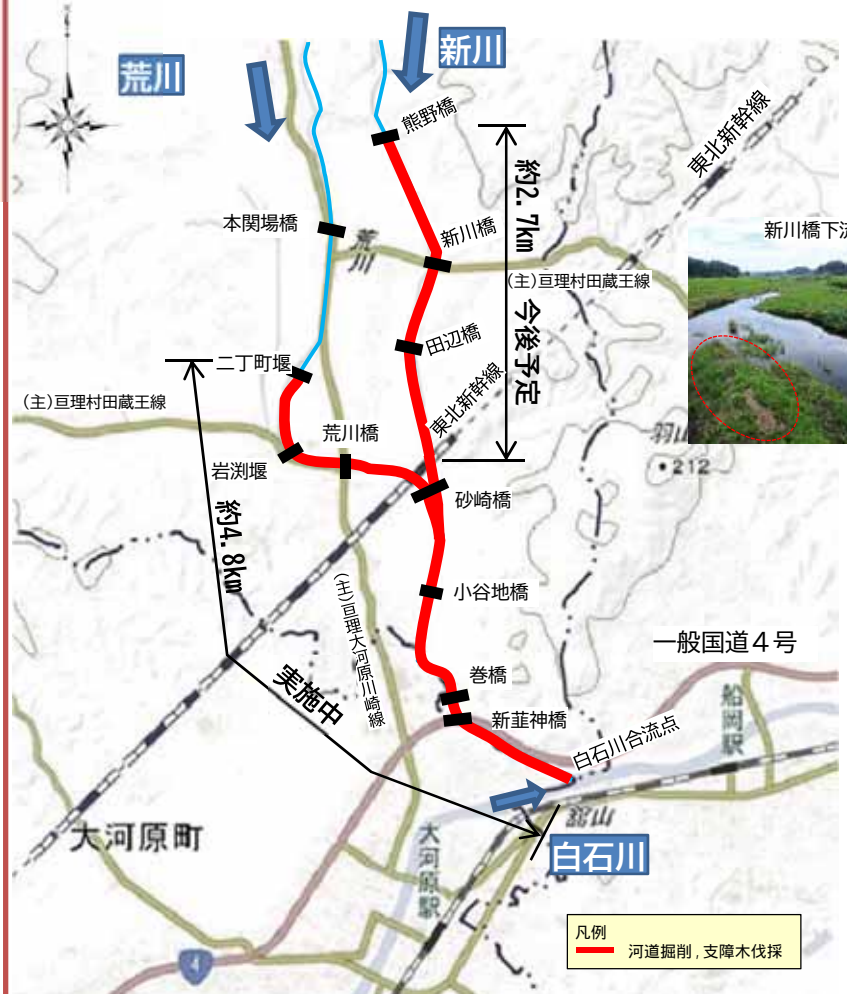 新川
荒川
熊野橋
東北新幹線
約2.7km 今後予定
本関場橋
荒川
新川橋
新川橋下流
(主)亘理村田蔵王線
田辺橋
二丁町堰
(主)亘理村田蔵王線
東北新幹線
荒川橋
岩渕堰
212
砂崎橋
約4.8km
実施中
小谷地橋
(主)亘理大河原川崎線
一般国道4号
巻橋
新韮神橋
船岡駅
白石川合流点
大河原町
大河原駅
白石川
4
凡例
河道掘削,支障木伐採